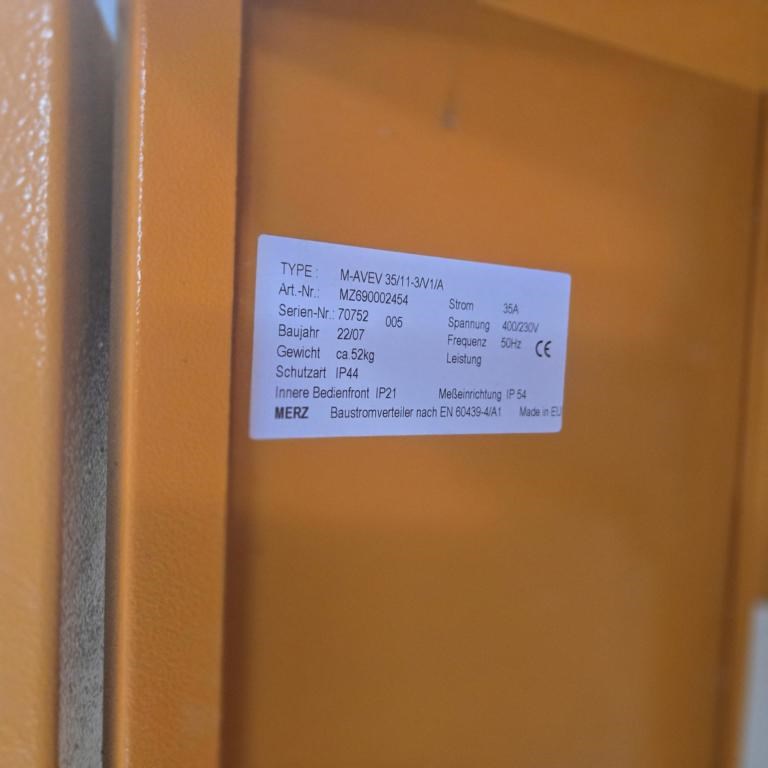 TYPE : M-AVEV 35/11-3/V1/A
Art.-Nr.: MZ690002454
Serien-Nr.: 70752 005
Baujahr 22/07
Gewicht ca.52kg
Schutzart IP44
Strom 35A
Spannung 400/230V
Frequenz 50Hz CE
Leistung
Innere Bedienfront IP21 Meßeinrichtung IP 54
MERZ Baustromverteiler nach EN 60439-4/A1 Made in EU